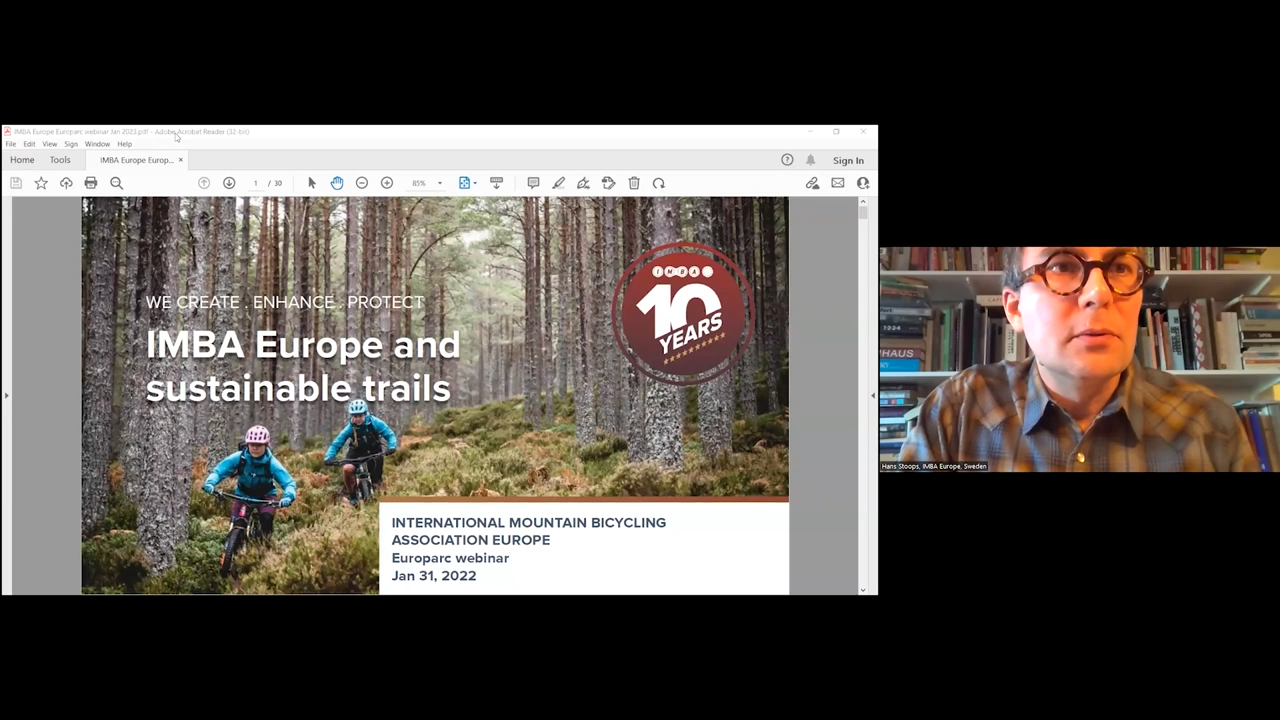 IMBA Europe Europarc webinar Jan 2023.pdf - Adobe Acrobat Reader (32-bit)
File Edit View Sign Window Help
Home Tools IMBA Europe Europ... × Sign In
1 / 30 85%
WE CREATE . ENHANCE . PROTECT
IMBA Europe and
sustainable trails
IMBA
10
YEARS
INTERNATIONAL MOUNTAIN BICYCLING
ASSOCIATION EUROPE
Europarc webinar
Jan 31, 2022
Hans Stoops, IMBA Europe, Sweden